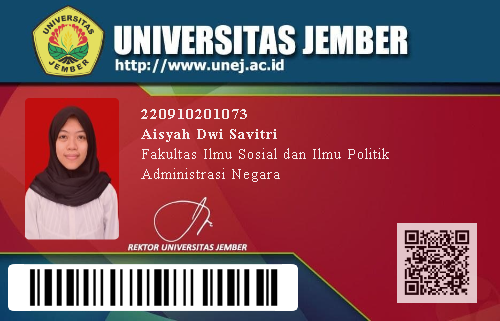 UNIVERSITAS JEMBER
UNIVERSITAS JEMBER
http://www.unej.ac.id
220910201073
Aisyah Dwi Savitri
Fakultas Ilmu Sosial dan Ilmu Politik
Administrasi Negara
REKTOR UNIVERSITAS JEMBER